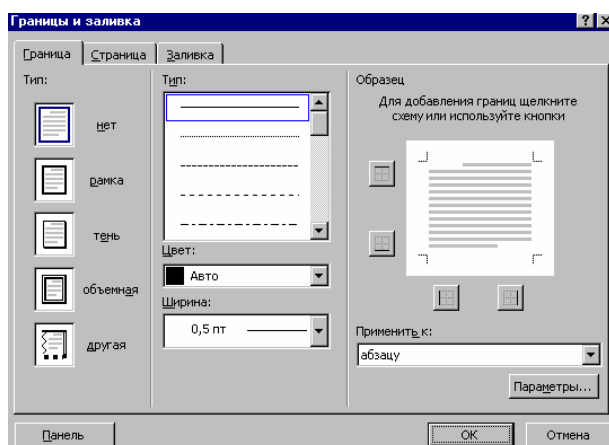 Границы и заливка
Граница Страница Заливка
Тип:
нет
рамка
тень
объемная
другая
Тип:
Цвет:
Авто
Ширина:
0,5 пт
Образец
Для добавления границ щелкните
схему или используйте кнопки
Применить к:
абзацу
Параметры...
Панель
ОК
Отмена